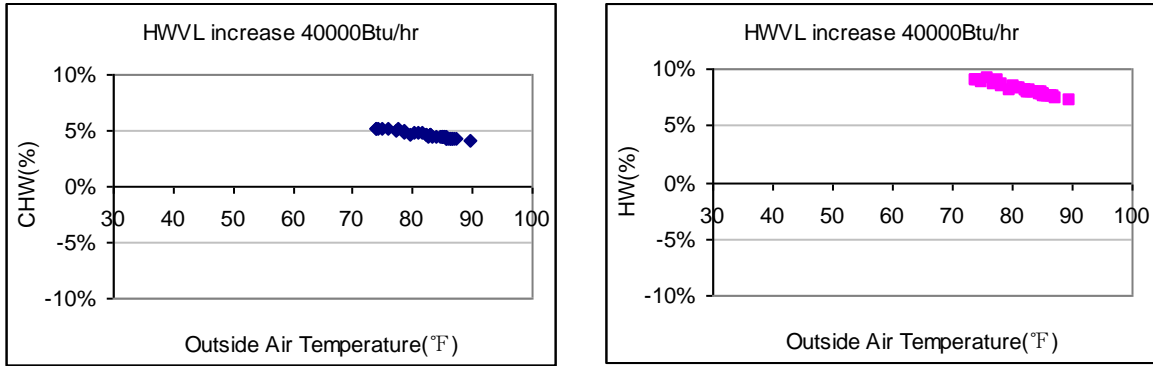 HWVL increase 40000Btu/hr
10%
5%
0%
-5%
-10%
30 40 50 60 70 80 90 100
CHW(%)
Outside Air Temperature(℉)
HWVL increase 40000Btu/hr
10%
5%
0%
-5%
-10%
30 40 50 60 70 80 90 100
HW(%)
Outside Air Temperature(℉)